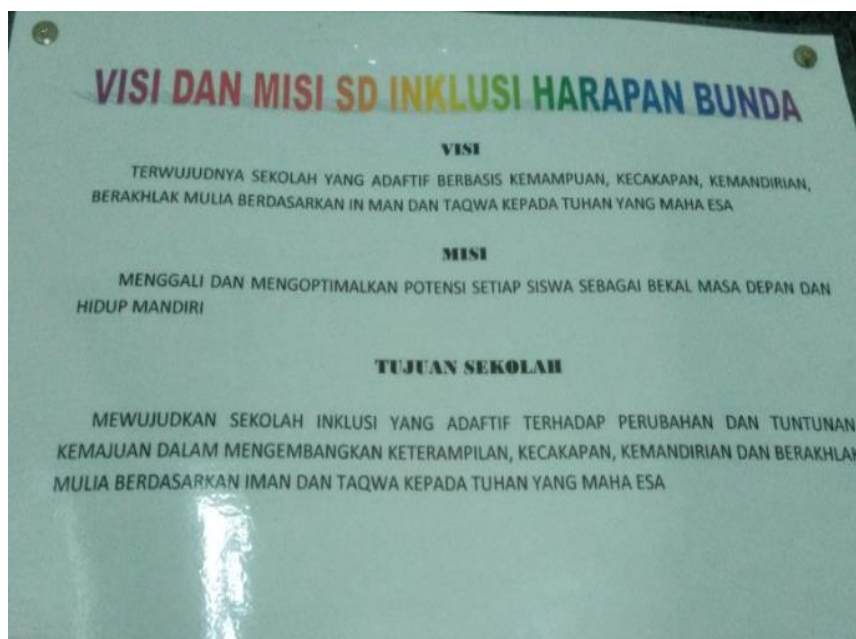 VISI DAN MISI SD INKLUSI HARAPAN BUNDA
VISI
TERWUJUDNYA SEKOLAH YANG ADAFTIF BERBASIS KEMAMPUAN, KECAKAPAN, KEMANDIRIAN,
BERAKHLAK MULIA BERDASARKAN IN MAN DAN TAQWA KEPADA TUHAN YANG MAHA ESA
MISI
MENGGALI DAN MENGOPTIMALKAN POTENSI SETIAP SISWA SEBAGAI BEKAL MASA DEPAN DAN
HIDUP MANDIRI
TUJUAN SEKOLAH
MEWUJUDKAN SEKOLAH INKLUSI YANG ADAFTIF TERHADAP PERUBAHAN DAN TUNTUNAN
KEMAJUAN DALAM MENGEMBANGKAN KETERAMPILAN, KECAKAPAN, KEMANDIRIAN DAN BERAKHLAK
MULIA BERDASARKAN IMAN DAN TAQWA KEPADA TUHAN YANG MAHA ESA